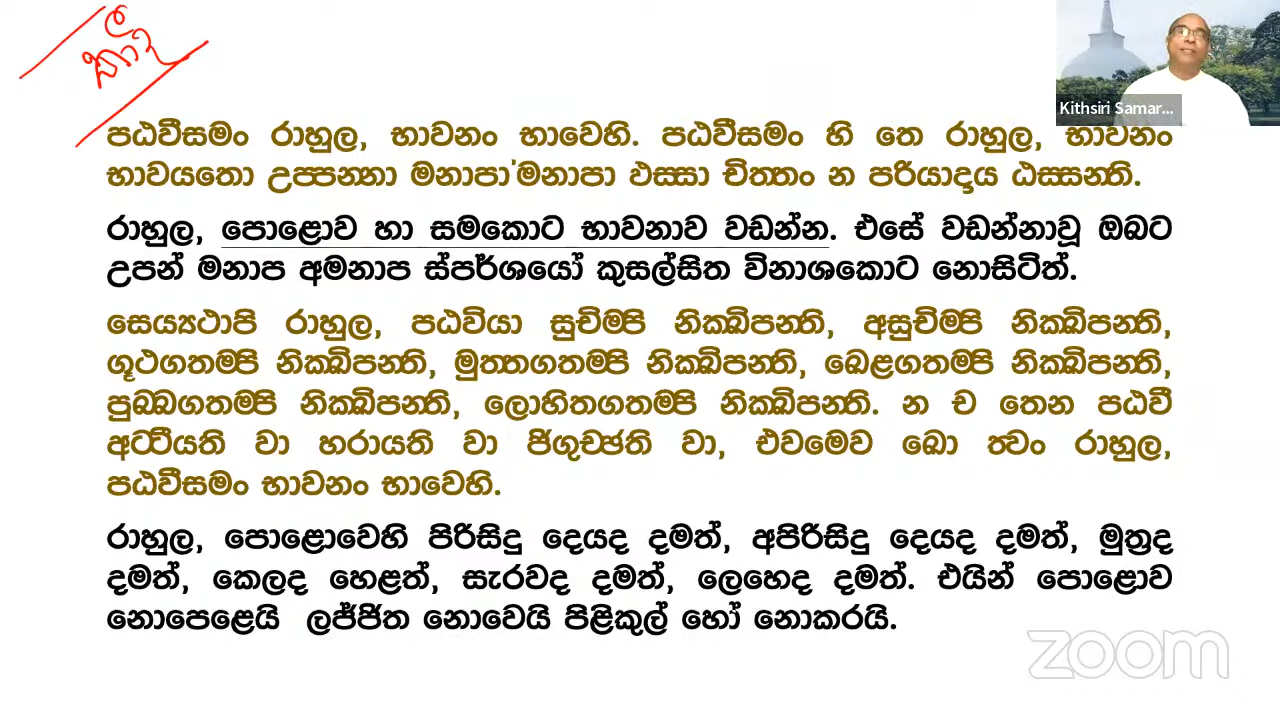 Kithsiri Samar...
පඨවීසමං රාහුල, භාවනං භාවෙහි. පඨවීසමං හි තෙ රාහුල, භාවනං
භාවයතො උප්පන්නා මනාපා'මනාපා ඵස්සා චිත්තං න පරියාදාය ඨස්සන්ති.
රාහුල, පොළොව හා සමකොට භාවනාව වඩන්න. එසේ වඩන්නාවූ ඔබට
උපන් මනාප අමනාප ස්පර්ශයෝ කුසල්සිත විනාශකොට නොසිටිත්.
සෙය්‍යථාපි රාහුල, පඨවියා සුචිම්පි නික්ඛිපන්ති, අසුචිම්පි නික්ඛිපන්ති,
ගූථගතම්පි නික්ඛිපන්ති, මුත්තගතම්පි නික්ඛිපන්ති, ඛෙළගතම්පි නික්ඛිපන්ති,
පුබ්බගතම්පි නික්ඛිපන්ති, ලොහිතගතම්පි නික්ඛිපන්ති. න ච තෙන පඨවී
අට්ටීයති වා හරායති වා ජිගුච්ඡති වා, එවමෙව ඛො ත්වං රාහුල,
පඨවීසමං භාවනං භාවෙහි.
රාහුල, පොළොවෙහි පිරිසිදු දෙයද දමත්, අපිරිසිදු දෙයද දමත්, මුත්‍රද
දමත්, කෙලද හෙළත්, සැරවද දමත්, ලෙහෙද දමත්. එයින් පොළොව
නොපෙළෙයි ලජ්ජිත නොවෙයි පිළිකුල් හෝ නොකරයි.
zoom